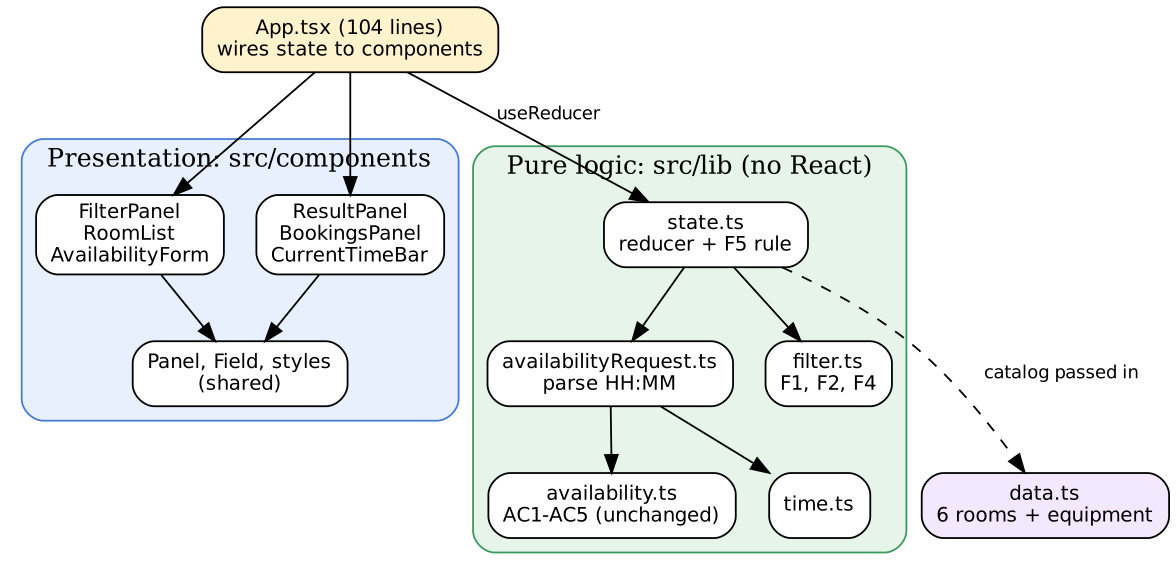 App.tsx (104 lines)
wires state to components
useReducer
Presentation: src/components
Pure logic: src/lib (no React)
FilterPanel
RoomList
AvailabilityForm
ResultPanel
BookingsPanel
CurrentTimeBar
state.ts
reducer + F5 rule
Panel, Field, styles
(shared)
availabilityRequest.ts
parse HH:MM
filter.ts
F1, F2, F4
catalog passed in
availability.ts
AC1-AC5 (unchanged)
time.ts
data.ts
6 rooms + equipment